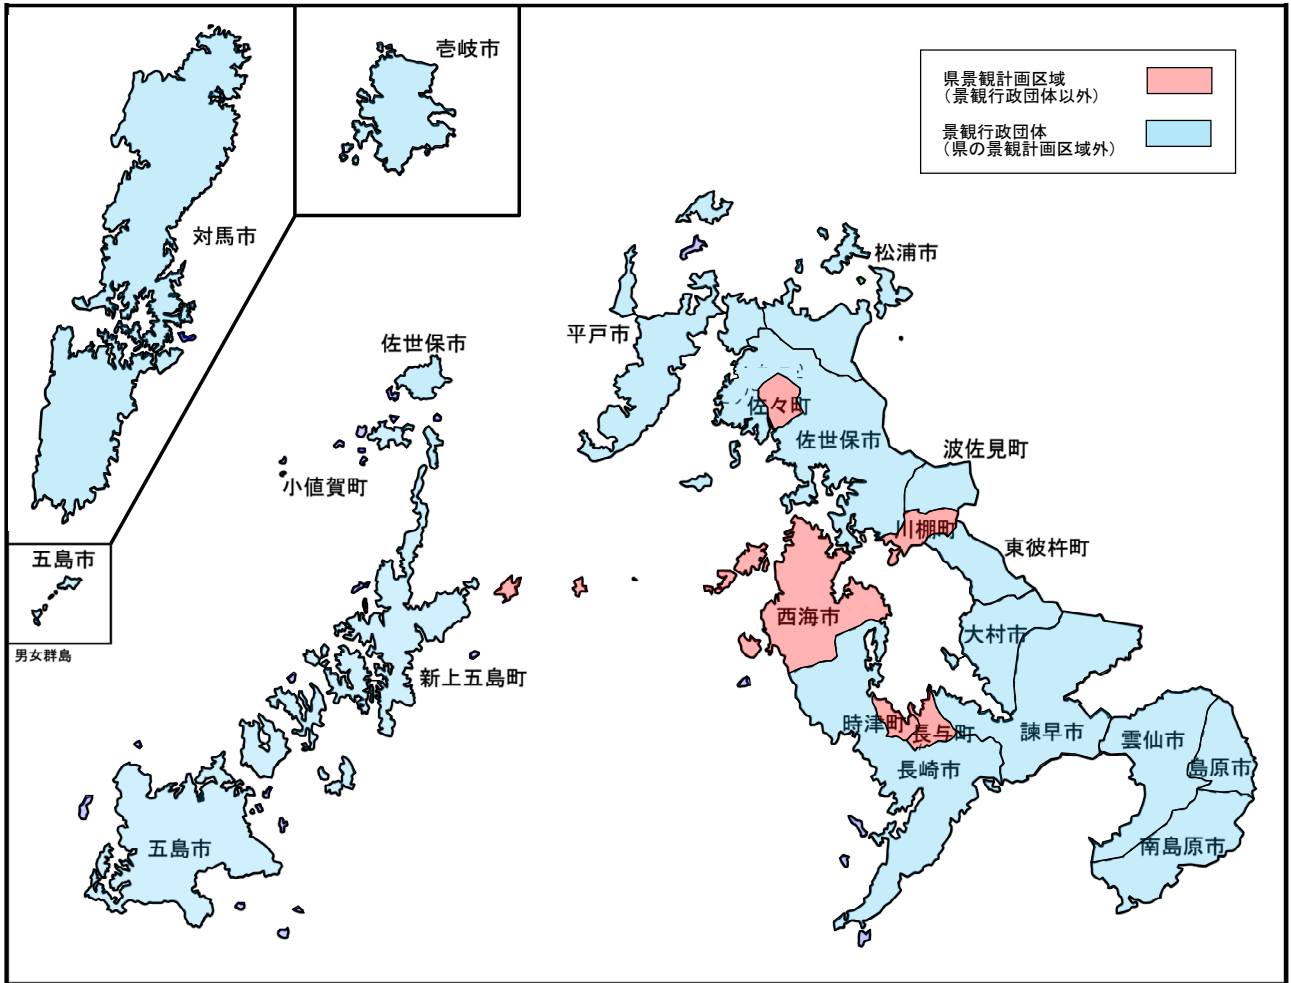 壱岐市
県景観計画区域
（景観行政団体以外）
景観行政団体
（県の景観計画区域外）
対馬市
松浦市
平戸市
佐世保市
佐々町
佐世保市
波佐見町
小値賀町
川棚町
東彼杵町
五島市
男女群島
西海市
大村市
新上五島町
時津町
長与町
諫早市
雲仙市
長崎市
島原市
五島市
南島原市